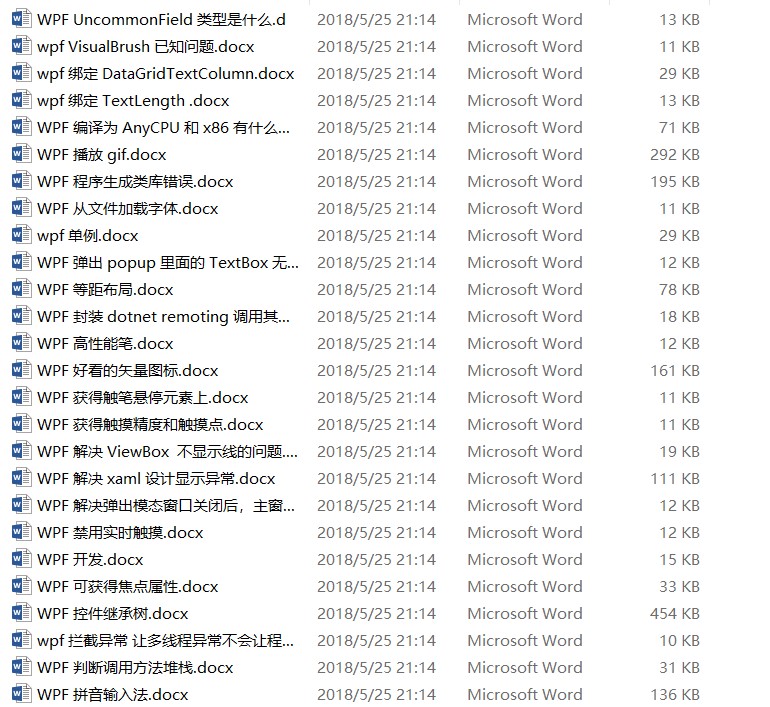 WPF UncommonField 类型是什么.d 2018/5/25 21:14 Microsoft Word 13 KB
wpf VisualBrush 已知问题.docx 2018/5/25 21:14 Microsoft Word 11 KB
wpf 绑定 DataGridTextColumn.docx 2018/5/25 21:14 Microsoft Word 29 KB
wpf 绑定 TextLength .docx 2018/5/25 21:14 Microsoft Word 13 KB
WPF 编译为 AnyCPU 和 x86 有什么... 2018/5/25 21:14 Microsoft Word 71 KB
WPF 播放 gif.docx 2018/5/25 21:14 Microsoft Word 292 KB
WPF 程序生成类库错误.docx 2018/5/25 21:14 Microsoft Word 195 KB
WPF 从文件加载字体.docx 2018/5/25 21:14 Microsoft Word 11 KB
wpf 单例.docx 2018/5/25 21:14 Microsoft Word 29 KB
WPF 弹出 popup 里面的 TextBox 无... 2018/5/25 21:14 Microsoft Word 12 KB
WPF 等距布局.docx 2018/5/25 21:14 Microsoft Word 78 KB
WPF 封装 dotnet remoting 调用其... 2018/5/25 21:14 Microsoft Word 18 KB
WPF 高性能笔.docx 2018/5/25 21:14 Microsoft Word 12 KB
WPF 好看的矢量图标.docx 2018/5/25 21:14 Microsoft Word 161 KB
WPF 获得触笔悬停元素上.docx 2018/5/25 21:14 Microsoft Word 11 KB
WPF 获得触摸精度和触摸点.docx 2018/5/25 21:14 Microsoft Word 11 KB
WPF 解决 ViewBox  不显示线的问题.... 2018/5/25 21:14 Microsoft Word 19 KB
WPF 解决 xaml 设计显示异常.docx 2018/5/25 21:14 Microsoft Word 111 KB
WPF 解决弹出模态窗口关闭后，主窗... 2018/5/25 21:14 Microsoft Word 12 KB
WPF 禁用实时触摸.docx 2018/5/25 21:14 Microsoft Word 12 KB
WPF 开发.docx 2018/5/25 21:14 Microsoft Word 15 KB
WPF 可获得焦点属性.docx 2018/5/25 21:14 Microsoft Word 33 KB
WPF 控件继承树.docx 2018/5/25 21:14 Microsoft Word 454 KB
wpf 拦截异常 让多线程异常不会让程... 2018/5/25 21:14 Microsoft Word 10 KB
WPF 判断调用方法堆栈.docx 2018/5/25 21:14 Microsoft Word 31 KB
WPF 拼音输入法.docx 2018/5/25 21:14 Microsoft Word 136 KB